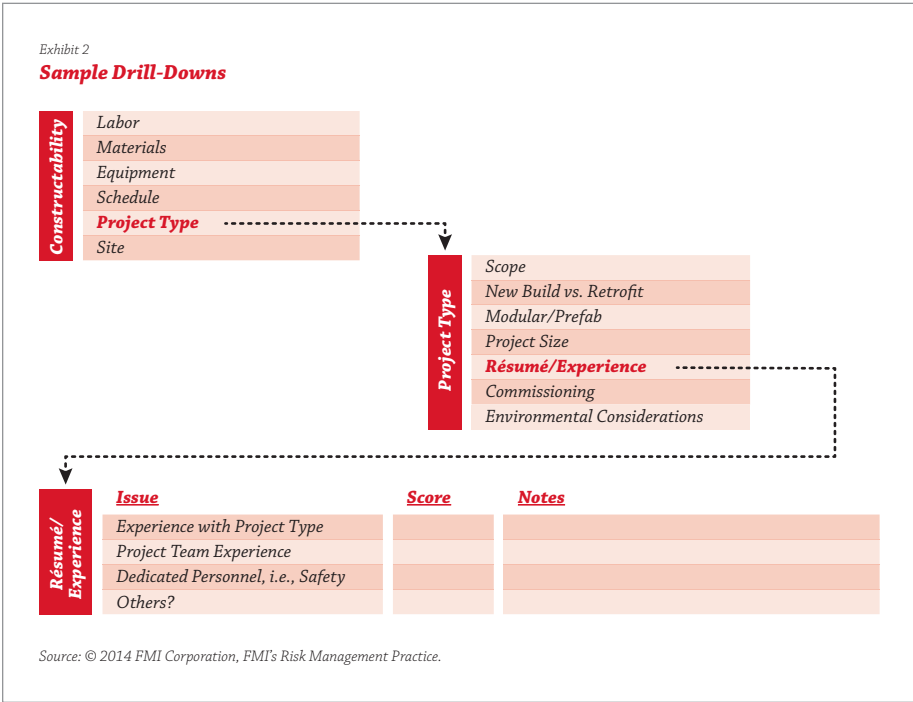 Exhibit 2
Sample Drill-Downs
Constructability
Labor
Materials
Equipment
Schedule
Project Type
Site
Project Type
Scope
New Build vs. Retrofit
Modular/Prefab
Project Size
Résumé/Experience
Commissioning
Environmental Considerations
Résumé/
Experience
Issue Score Notes
Experience with Project Type
Project Team Experience
Dedicated Personnel, i.e., Safety
Others?
Source: © 2014 FMI Corporation, FMI's Risk Management Practice.